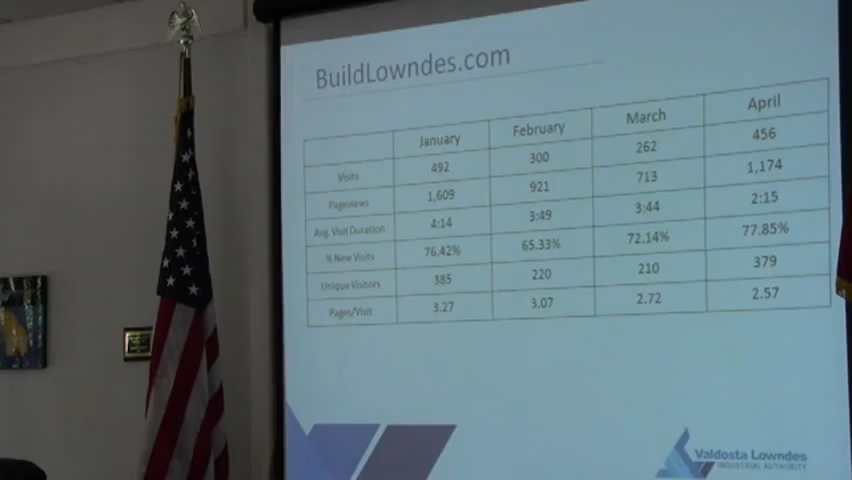 BuildLowndes.com
January February March April
Visits 492 300 262 456
Pageviews 1,609 921 713 1,174
Avg. Visit Duration 4:14 3:49 3:44 2:15
% New Visits 76.42% 65.33% 72.14% 77.85%
Unique Visitors 385 220 210 379
Pages/Visit 3.27 3.07 2.72 2.57
Valdosta Lowndes
INDUSTRIAL AUTHORITY